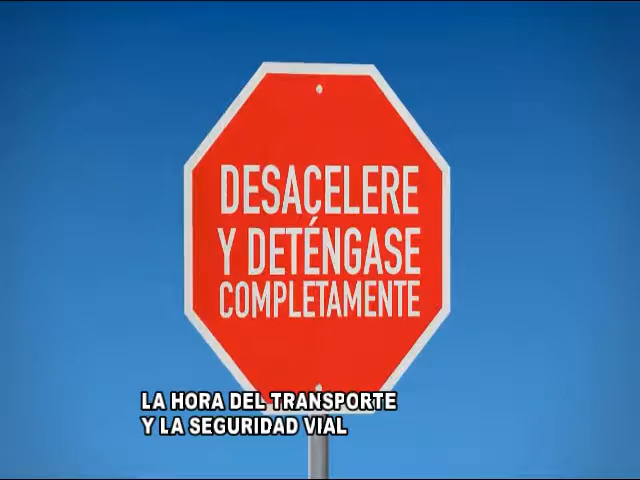 DESACELERE
Y DETÉNGASE
COMPLETAMENTE
LA HORA DEL TRANSPORTE
Y LA SEGURIDAD VIAL